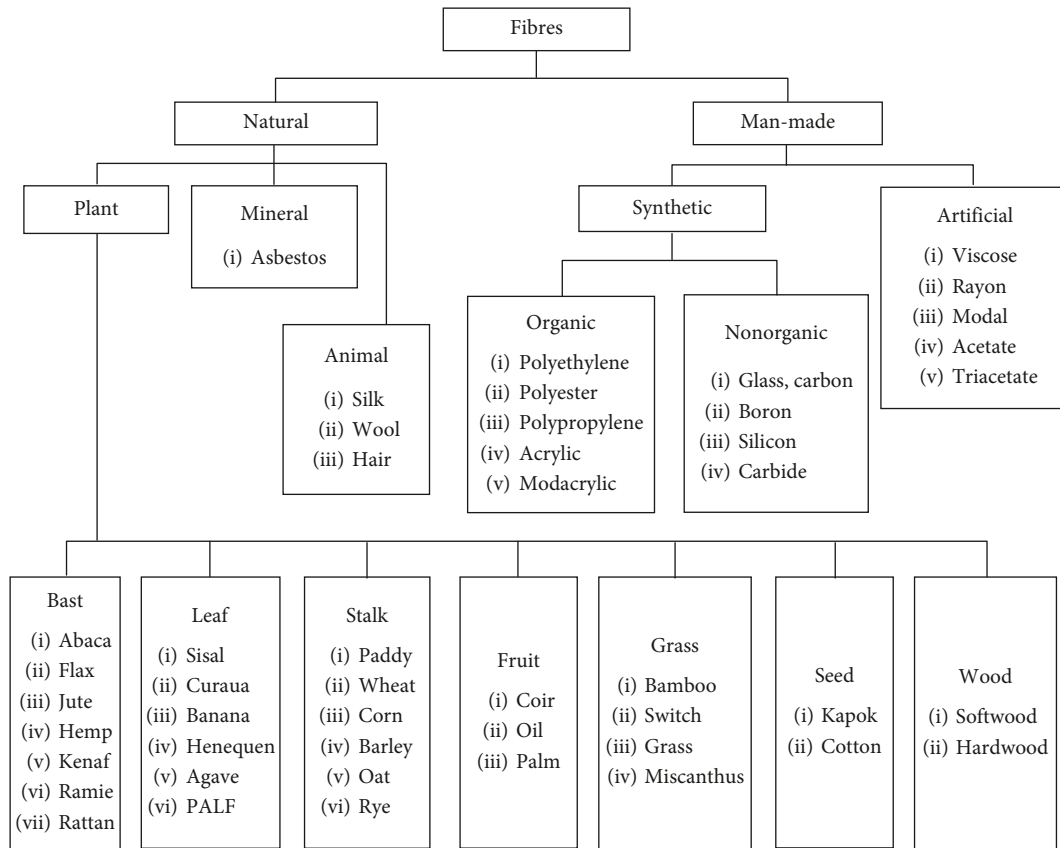 Fibres
Natural
Man-made
Plant
Mineral
(i) Asbestos
Animal
(i) Silk
(ii) Wool
(iii) Hair
Synthetic
Artificial
(i) Viscose
(ii) Rayon
(iii) Modal
(iv) Acetate
(v) Triacetate
Organic
(i) Polyethylene
(ii) Polyester
(iii) Polypropylene
(iv) Acrylic
(v) Modacrylic
Nonorganic
(i) Glass, carbon
(ii) Boron
(iii) Silicon
(iv) Carbide
Bast
(i) Abaca
(ii) Flax
(iii) Jute
(iv) Hemp
(v) Kenaf
(vi) Ramie
(vii) Rattan
Leaf
(i) Sisal
(ii) Curaua
(iii) Banana
(iv) Henequen
(v) Agave
(vi) PALF
Stalk
(i) Paddy
(ii) Wheat
(iii) Corn
(iv) Barley
(v) Oat
(vi) Rye
Fruit
(i) Coir
(ii) Oil
(iii) Palm
Grass
(i) Bamboo
(ii) Switch
(iii) Grass
(iv) Miscanthus
Seed
(i) Kapok
(ii) Cotton
Wood
(i) Softwood
(ii) Hardwood